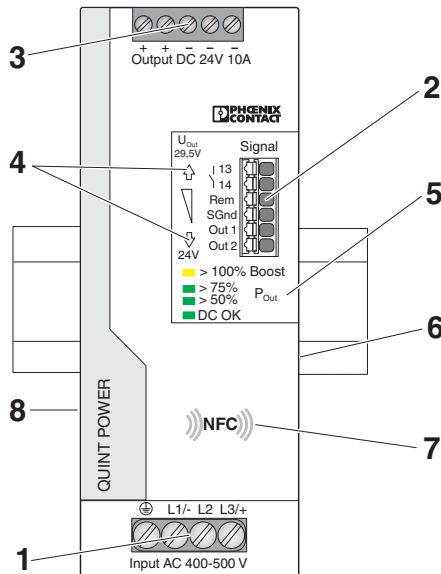 3
+ + – – –
Output DC 24V 10A
PHŒNIX
CONTACT
2
4
UOut
29,5V
Signal
13
14
Rem
SGnd
Out 1
Out 2
24V
5
> 100% Boost
> 75%
> 50%
POut
DC OK
6
8
QUINT POWER
NFC
7
L1/- L2 L3/+
1
Input AC 400-500 V